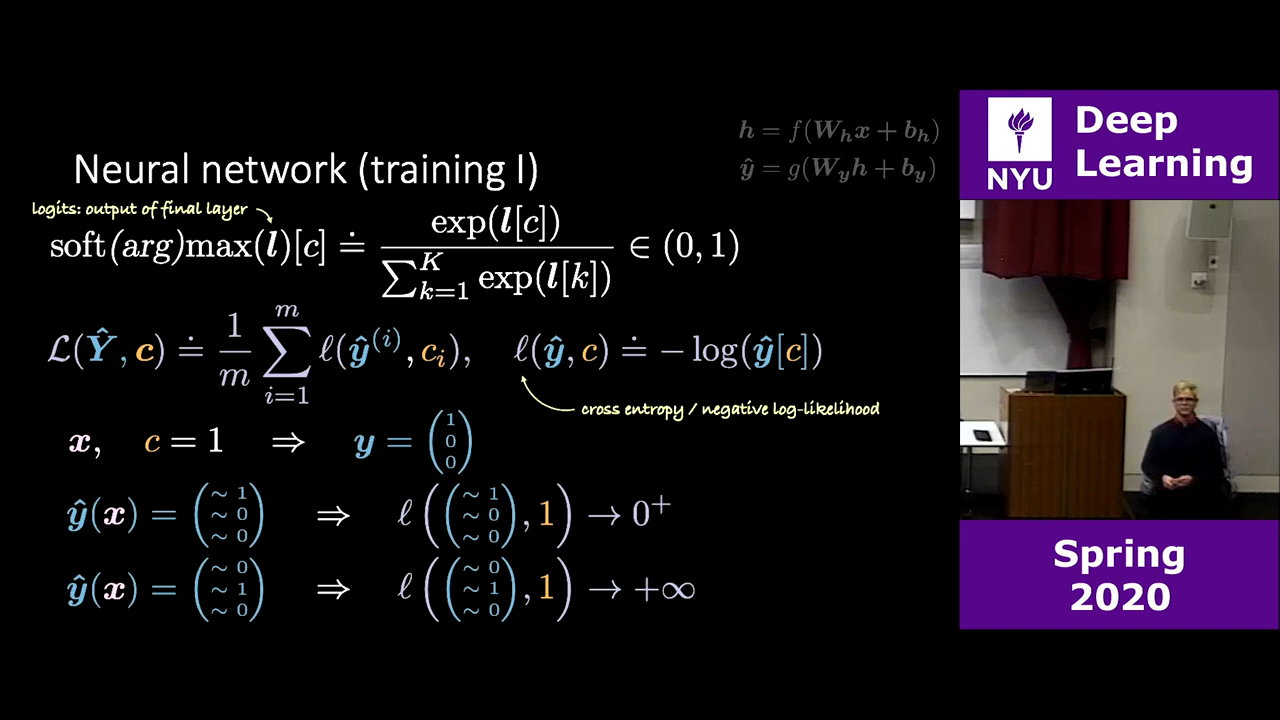 h = f(W_h x + b_h)
ŷ = g(W_y h + b_y)
Neural network (training I)
logits: output of final layer
soft(arg)max(l)[c] ≐ exp(l[c]) / ∑_{k=1}^{K} exp(l[k]) ∈ (0, 1)
ℒ(Ŷ, c) ≐ 1/m ∑_{i=1}^{m} ℓ(ŷ^{(i)}, c_i), ℓ(ŷ, c) ≐ −log(ŷ[c])
cross entropy / negative log-likelihood
x, c = 1 ⇒ y = (1 0 0)
ŷ(x) = (∼ 1 ∼ 0 ∼ 0) ⇒ ℓ((∼ 1 ∼ 0 ∼ 0), 1) → 0⁺
ŷ(x) = (∼ 0 ∼ 1 ∼ 0) ⇒ ℓ((∼ 0 ∼ 1 ∼ 0), 1) → +∞
NYU
Deep
Learning
Spring
2020